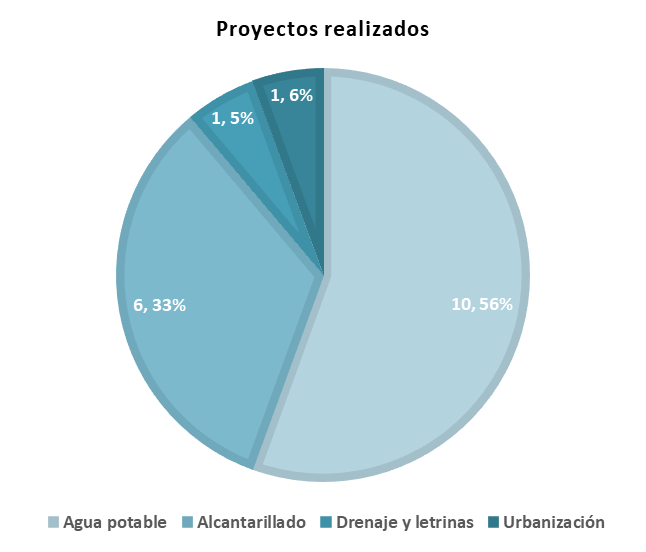 Proyectos realizados
1, 6%
1, 5%
6, 33%
10, 56%
Agua potable Alcantarillado Drenaje y letrinas Urbanización